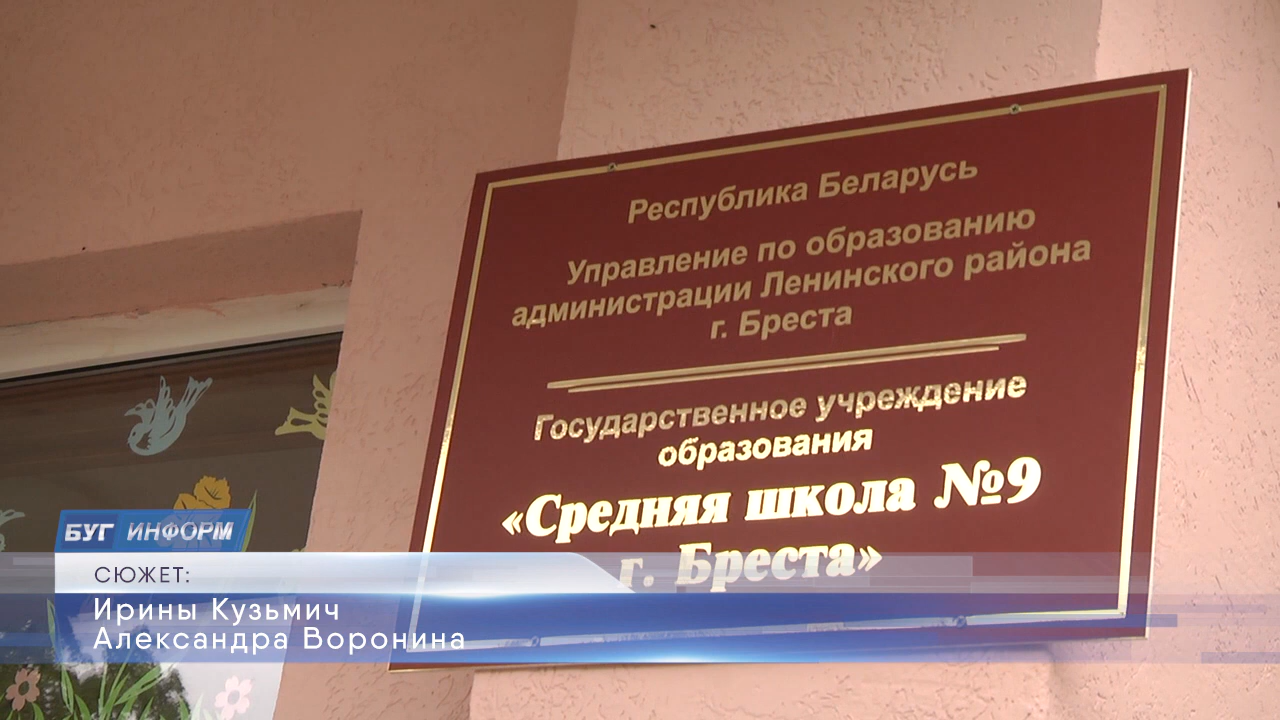 Республика Беларусь
Управление по образованию
администрации Ленинского района
г. Бреста
Государственное учреждение
образования
«Средняя школа №9
г. Бреста»
БУГ ИНФОРМ
СЮЖЕТ:
Ирины Кузьмич
Александра Воронина